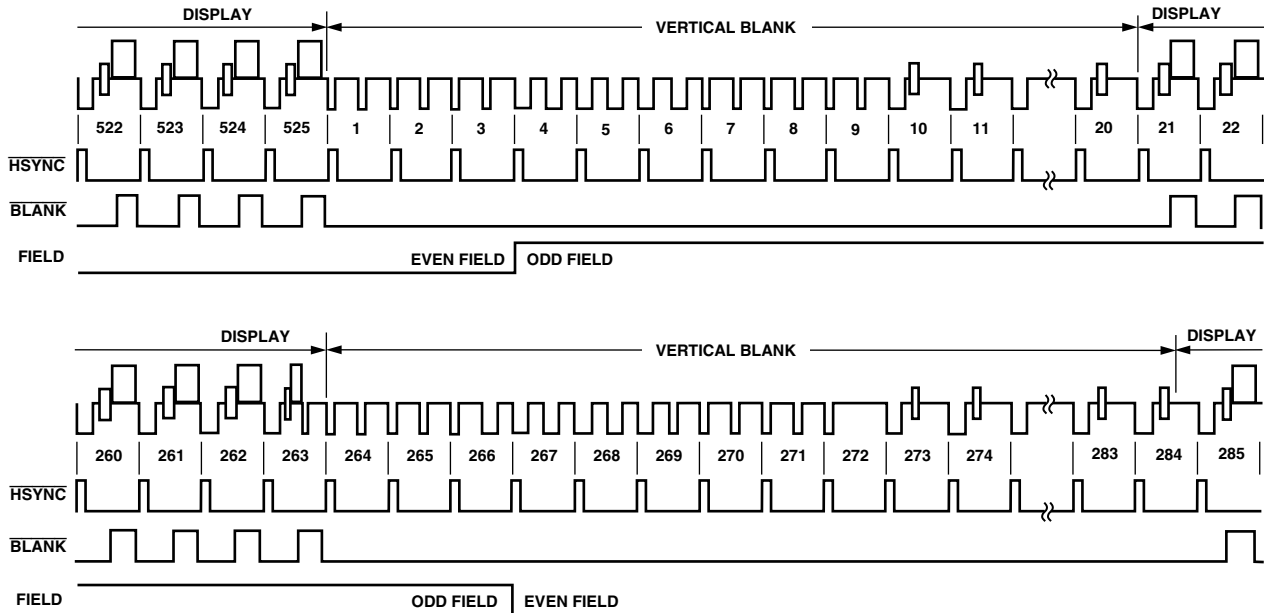 DISPLAY VERTICAL BLANK DISPLAY
522 523 524 525 1 2 3 4 5 6 7 8 9 10 11 20 21 22
HSYNC
BLANK
FIELD EVEN FIELD ODD FIELD
DISPLAY VERTICAL BLANK DISPLAY
260 261 262 263 264 265 266 267 268 269 270 271 272 273 274 283 284 285
HSYNC
BLANK
FIELD ODD FIELD EVEN FIELD